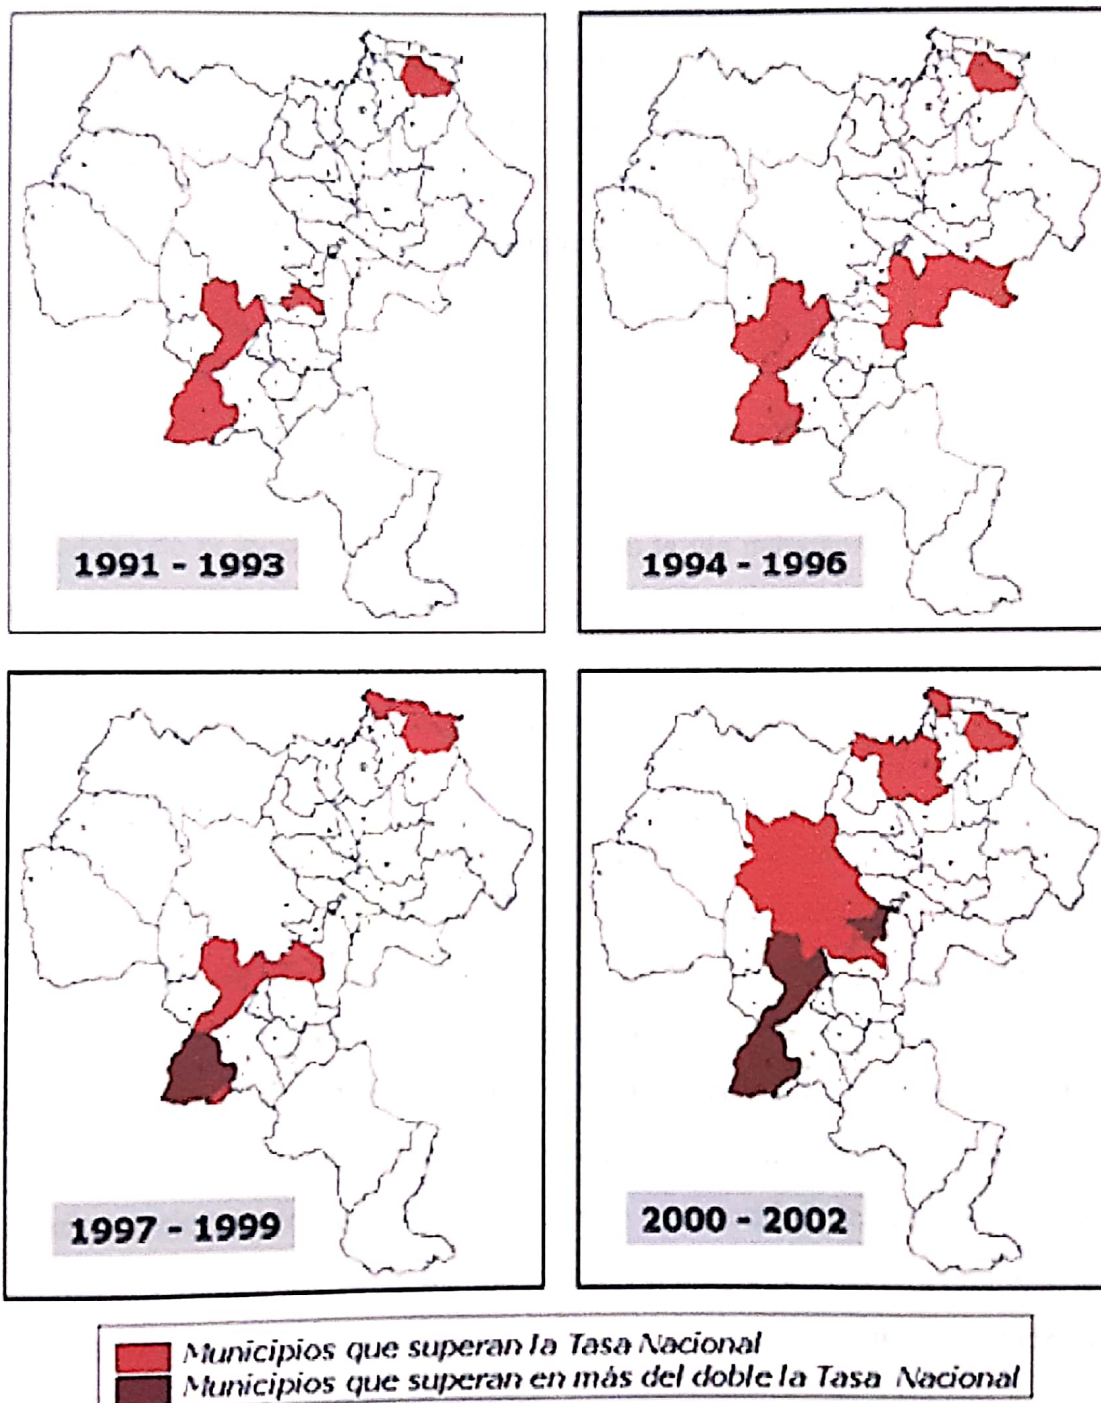 1991 - 1993
1994 - 1996
1997 - 1999
2000 - 2002
Municipios que superan la Tasa Nacional
Municipios que superan en más del doble la Tasa Nacional